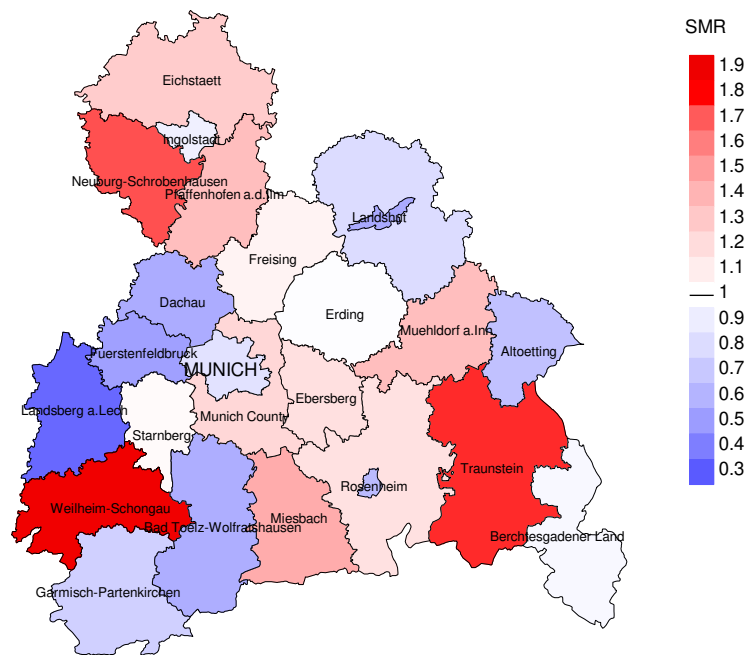 SMR
1.9
1.8
1.7
1.6
1.5
1.4
1.3
1.2
1.1
1
0.9
0.8
0.7
0.6
0.5
0.4
0.3
Eichstaett
Ingolstadt
Neuburg-Schrobenhausen
Pfaffenhofen a.d.Ilm
Landshut
Freising
Dachau
Erding
Muehldorf a.Inn
Altoetting
Fuerstenfeldbruck
MUNICH
Ebersberg
Landsberg a.Lech
Munich County
Starnberg
Traunstein
Rosenheim
Weilheim-Schongau
Miesbach
Bad Toelz-Wolfratshausen
Berchtesgadener Land
Garmisch-Partenkirchen